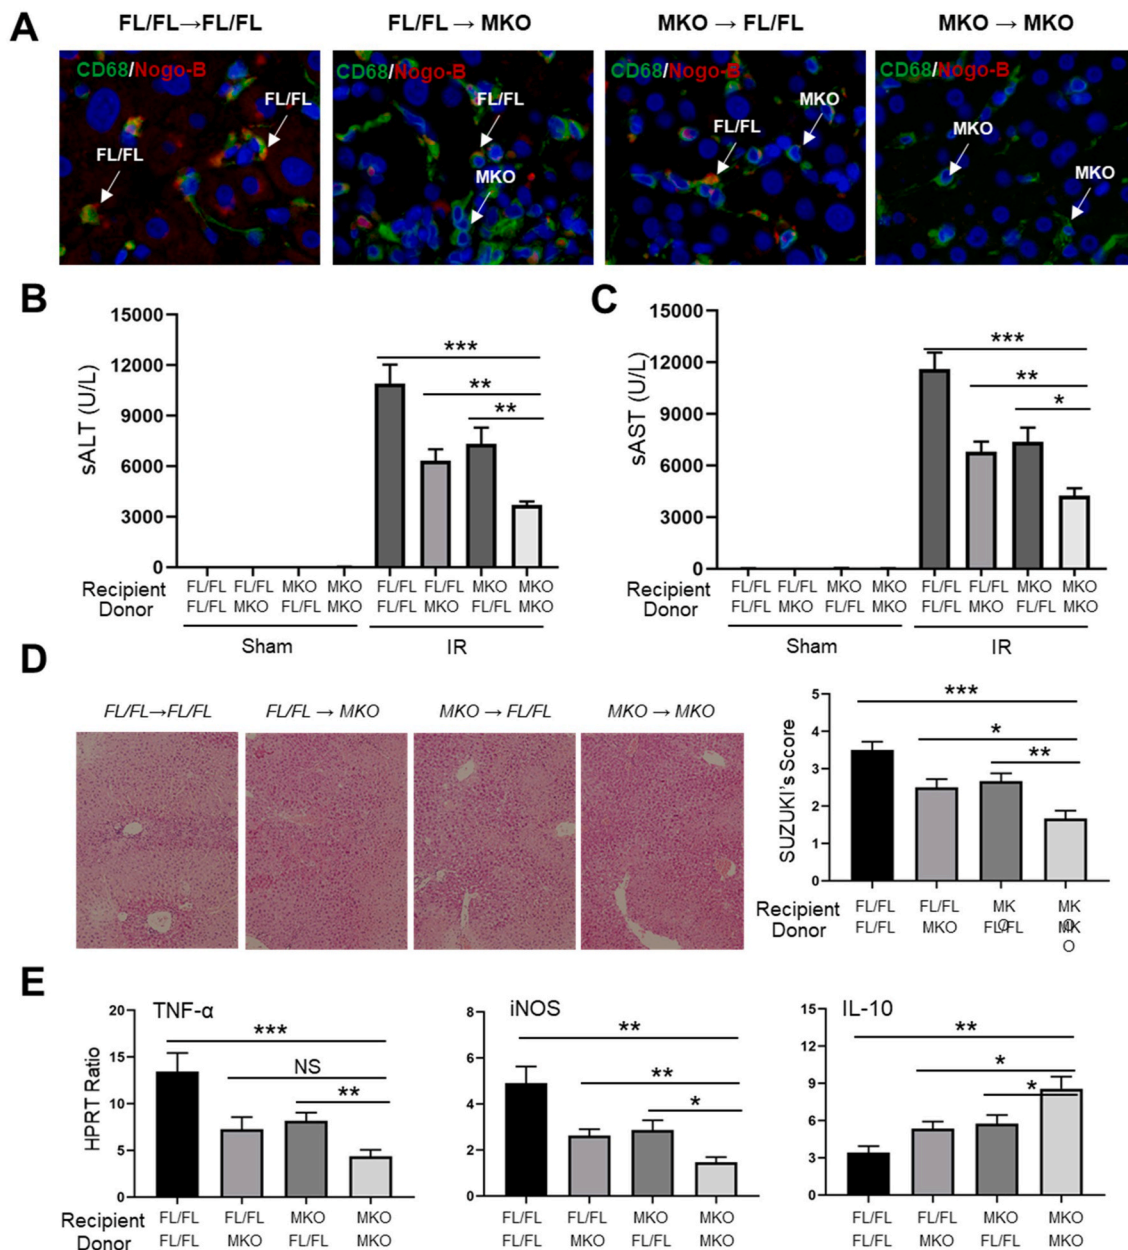 A
FL/FL→FL/FL
FL/FL → MKO
MKO → FL/FL
MKO → MKO
CD68/Nogo-B
FL/FL
FL/FL
CD68/Nogo-B
FL/FL
MKO
CD68/Nogo-B
MKO
FL/FL
CD68/Nogo-B
MKO
MKO
B
sALT (U/L)
15000
12000
9000
6000
3000
0
***
**
**
Recipient FL/FL FL/FL MKO MKO FL/FL FL/FL MKO MKO
Donor FL/FL MKO FL/FL MKO FL/FL MKO FL/FL MKO
Sham IR
C
sAST (U/L)
15000
12000
9000
6000
3000
0
***
**
*
Recipient FL/FL FL/FL MKO MKO FL/FL FL/FL MKO MKO
Donor FL/FL MKO FL/FL MKO FL/FL MKO FL/FL MKO
Sham IR
D
FL/FL→FL/FL
FL/FL → MKO
MKO → FL/FL
MKO → MKO
SUZUKI's Score
5
4
3
2
1
0
***
*
**
Recipient FL/FL FL/FL MKO MKO
Donor FL/FL MKO FL/FL MKO
E
TNF-α
HPRT Ratio
20
15
10
5
0
***
NS
**
Recipient FL/FL FL/FL MKO MKO
Donor FL/FL MKO FL/FL MKO
iNOS
8
6
4
2
0
**
**
*
FL/FL FL/FL MKO MKO
FL/FL MKO FL/FL MKO
IL-10
15
12
9
6
3
0
**
*
*
FL/FL FL/FL MKO MKO
FL/FL MKO FL/FL MKO